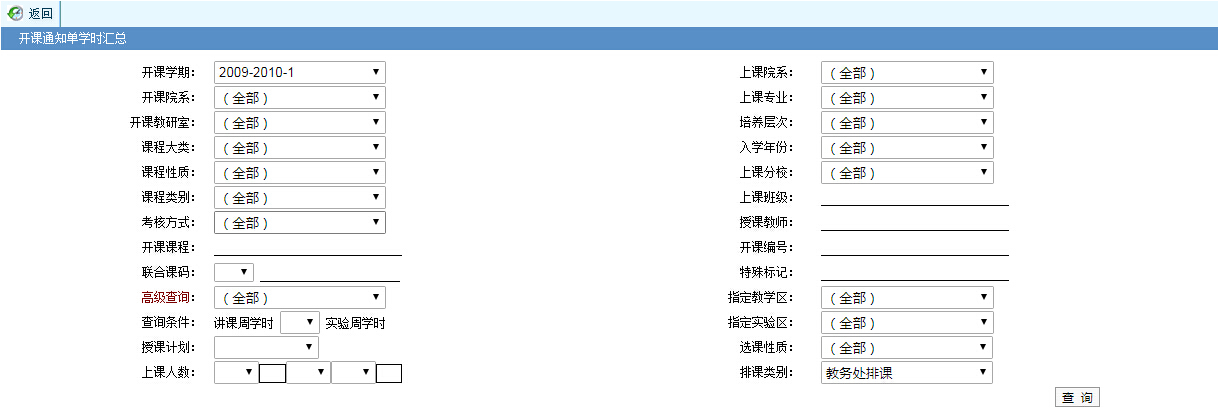 返回
开课通知单学时汇总
开课学期： 2009-2010-1 上课院系： （全部）
开课院系： （全部） 上课专业： （全部）
开课教研室： （全部） 培养层次： （全部）
课程大类： （全部） 入学年份： （全部）
课程性质： （全部） 上课分校： （全部）
课程类别： （全部） 上课班级：
考核方式： （全部） 授课教师：
开课课程： 开课编号：
联合课码： 特殊标记：
高级查询： （全部） 指定教学区： （全部）
查询条件： 讲课周学时 实验周学时 指定实验区： （全部）
授课计划： 选课性质： （全部）
上课人数： 排课类别： 教务处排课
查 询